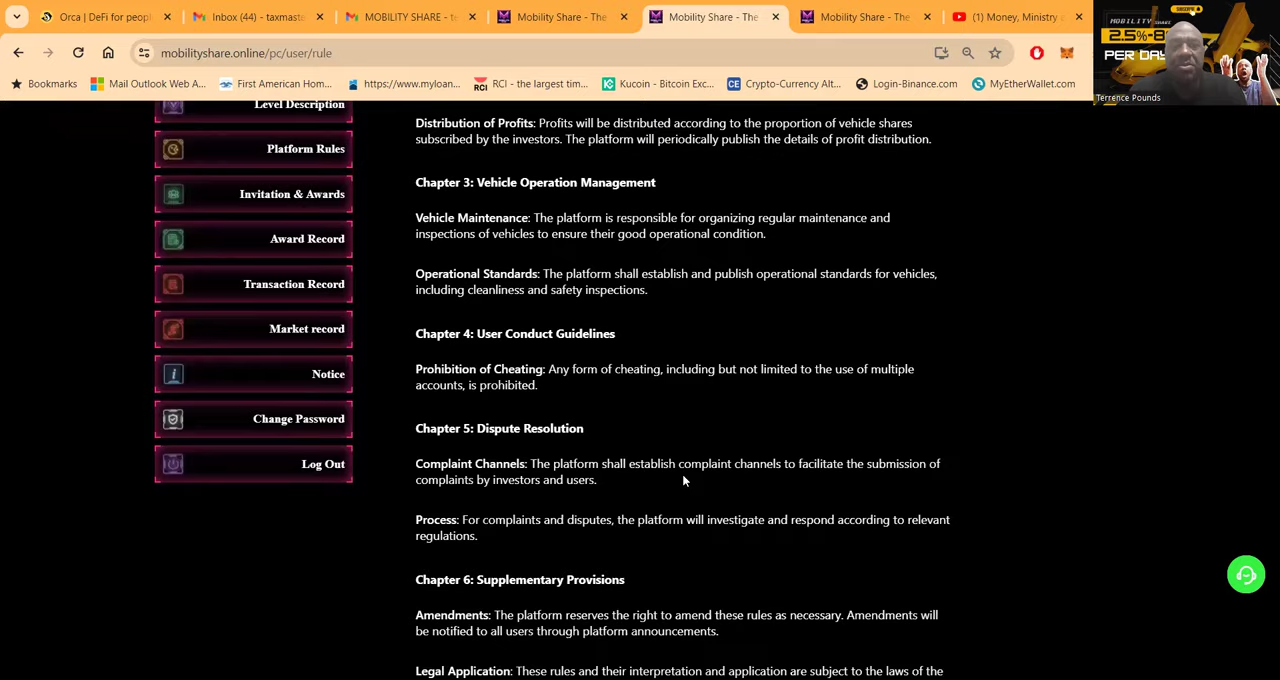 Orca | DeFi for peopl
Inbox (44) - taxmaste
MOBILITY SHARE - te
Mobility Share - The
Mobility Share - The
Mobility Share - The
(1) Money, Ministry
mobilityshare.online/pc/user/rule
Bookmarks
Mail Outlook Web A...
First American Hom...
https://www.myloan...
RCI - the largest tim...
Kucoin - Bitcoin Exc...
Crypto-Currency Alt...
Login-Binance.com
MyEtherWallet.com
MOBILITY SHARE
2.5%-8
PER DAY
Terrence Pounds
Level Description
Platform Rules
Invitation & Awards
Award Record
Transaction Record
Market record
Notice
Change Password
Log Out
Distribution of Profits: Profits will be distributed according to the proportion of vehicle shares
subscribed by the investors. The platform will periodically publish the details of profit distribution.
Chapter 3: Vehicle Operation Management
Vehicle Maintenance: The platform is responsible for organizing regular maintenance and
inspections of vehicles to ensure their good operational condition.
Operational Standards: The platform shall establish and publish operational standards for vehicles,
including cleanliness and safety inspections.
Chapter 4: User Conduct Guidelines
Prohibition of Cheating: Any form of cheating, including but not limited to the use of multiple
accounts, is prohibited.
Chapter 5: Dispute Resolution
Complaint Channels: The platform shall establish complaint channels to facilitate the submission of
complaints by investors and users.
Process: For complaints and disputes, the platform will investigate and respond according to relevant
regulations.
Chapter 6: Supplementary Provisions
Amendments: The platform reserves the right to amend these rules as necessary. Amendments will
be notified to all users through platform announcements.
Legal Application: These rules and their interpretation and application are subject to the laws of the